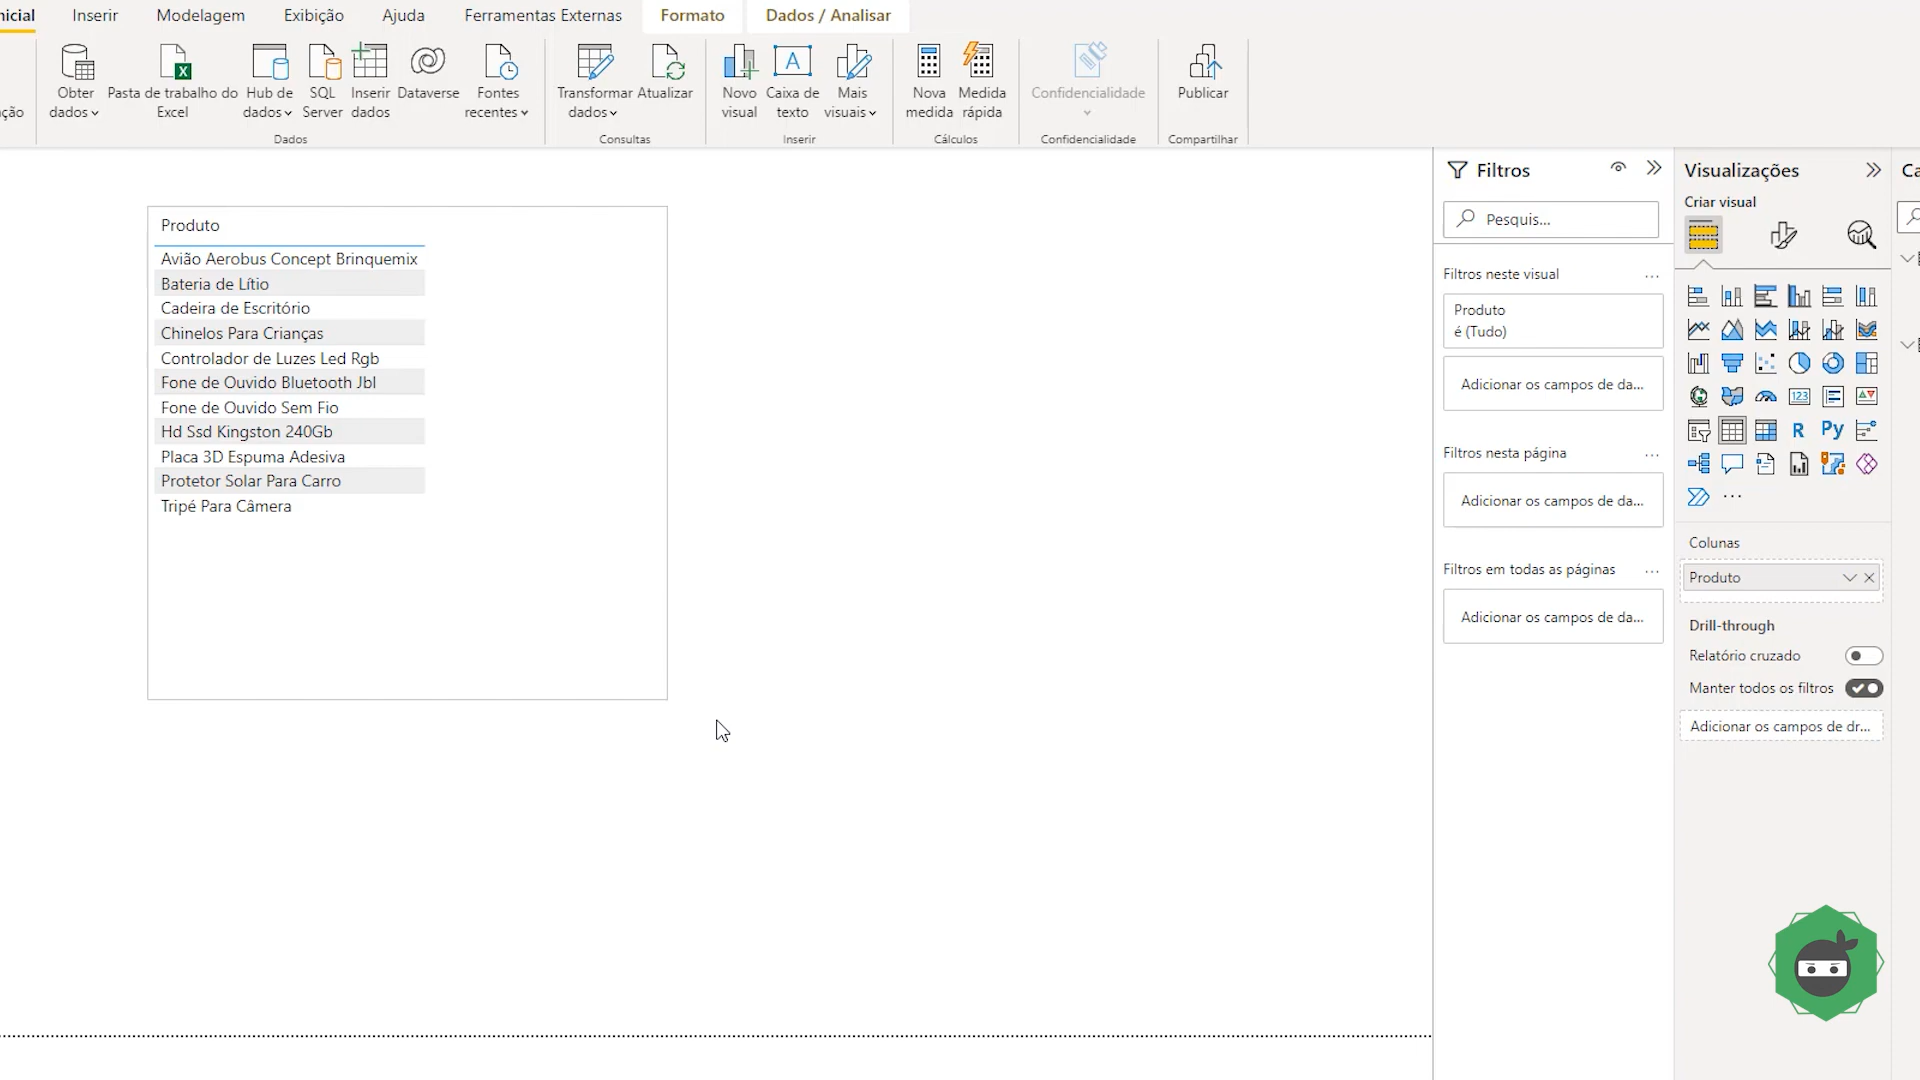 nicial
Inserir
Modelagem
Exibição
Ajuda
Ferramentas Externas
Formato
Dados / Analisar
ção
Obter
dados
Pasta de trabalho do
Excel
Hub de
dados
SQL
Server
Inserir
dados
Dataverse
Fontes
recentes
Dados
Transformar
dados
Atualizar
Consultas
Novo
visual
Caixa de
texto
Mais
visuais
Inserir
Nova
medida
Medida
rápida
Cálculos
Confidencialidade
Confidencialidade
Publicar
Compartilhar
Produto
Avião Aerobus Concept Brinquemix
Bateria de Lítio
Cadeira de Escritório
Chinelos Para Crianças
Controlador de Luzes Led Rgb
Fone de Ouvido Bluetooth Jbl
Fone de Ouvido Sem Fio
Hd Ssd Kingston 240Gb
Placa 3D Espuma Adesiva
Protetor Solar Para Carro
Tripé Para Câmera
Filtros
Pesquis...
Filtros neste visual
...
Produto
é (Tudo)
Adicionar os campos de da...
Filtros nesta página
...
Adicionar os campos de da...
Filtros em todas as páginas
...
Adicionar os campos de da...
Visualizações
Criar visual
123
R
Py
...
Colunas
Produto
Drill-through
Relatório cruzado
Manter todos os filtros
Adicionar os campos de dr...
Ca